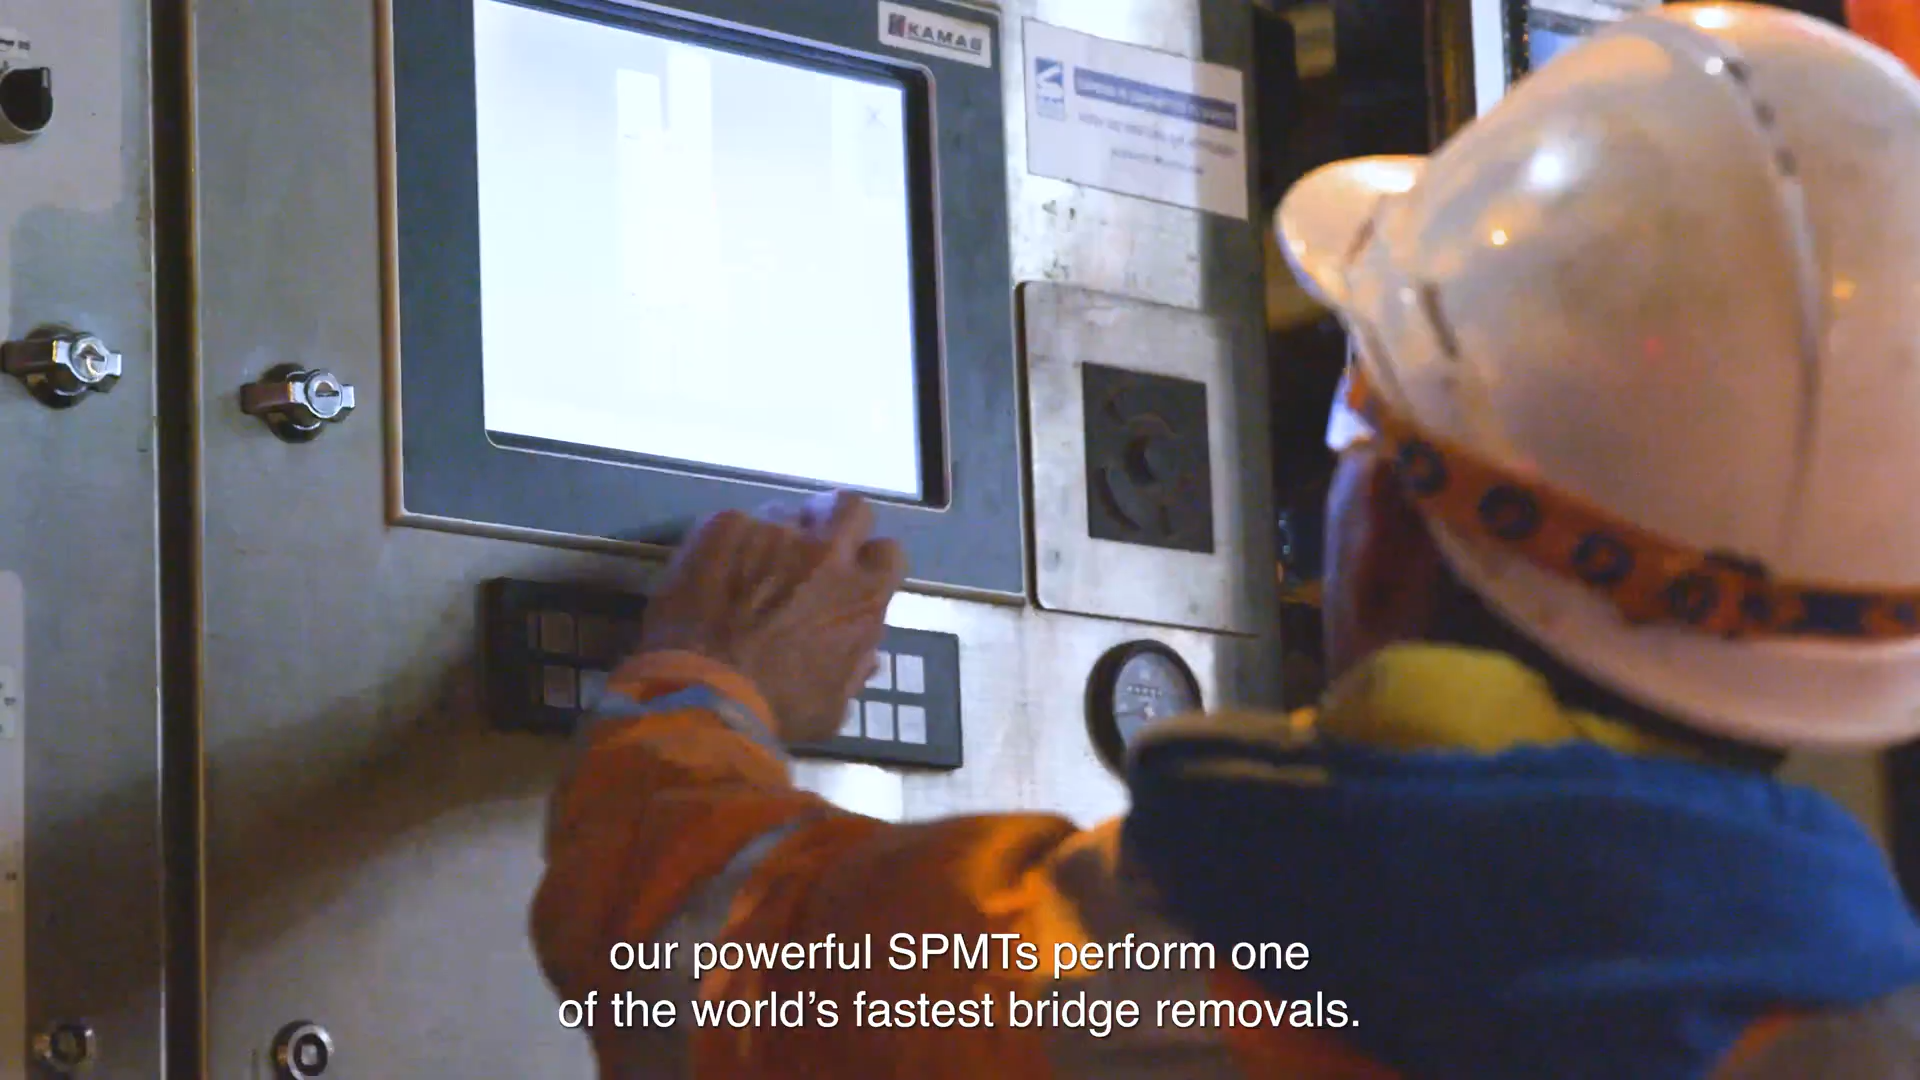 KAMAG
our powerful SPMTs perform one
of the world’s fastest bridge removals.